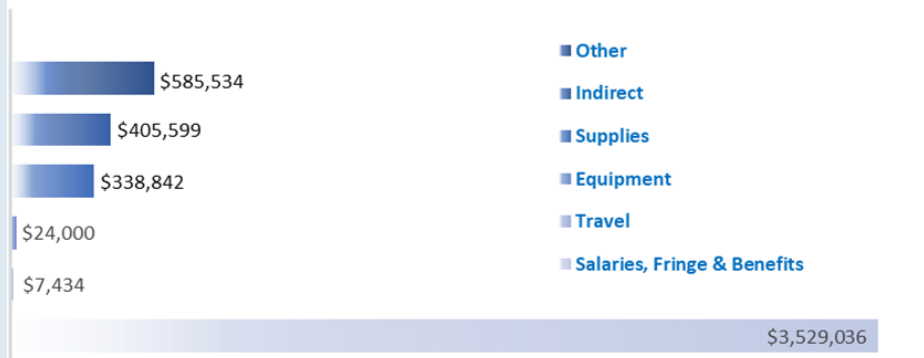 $585,534
$405,599
$338,842
$24,000
$7,434
$3,529,036
Other
Indirect
Supplies
Equipment
Travel
Salaries, Fringe & Benefits